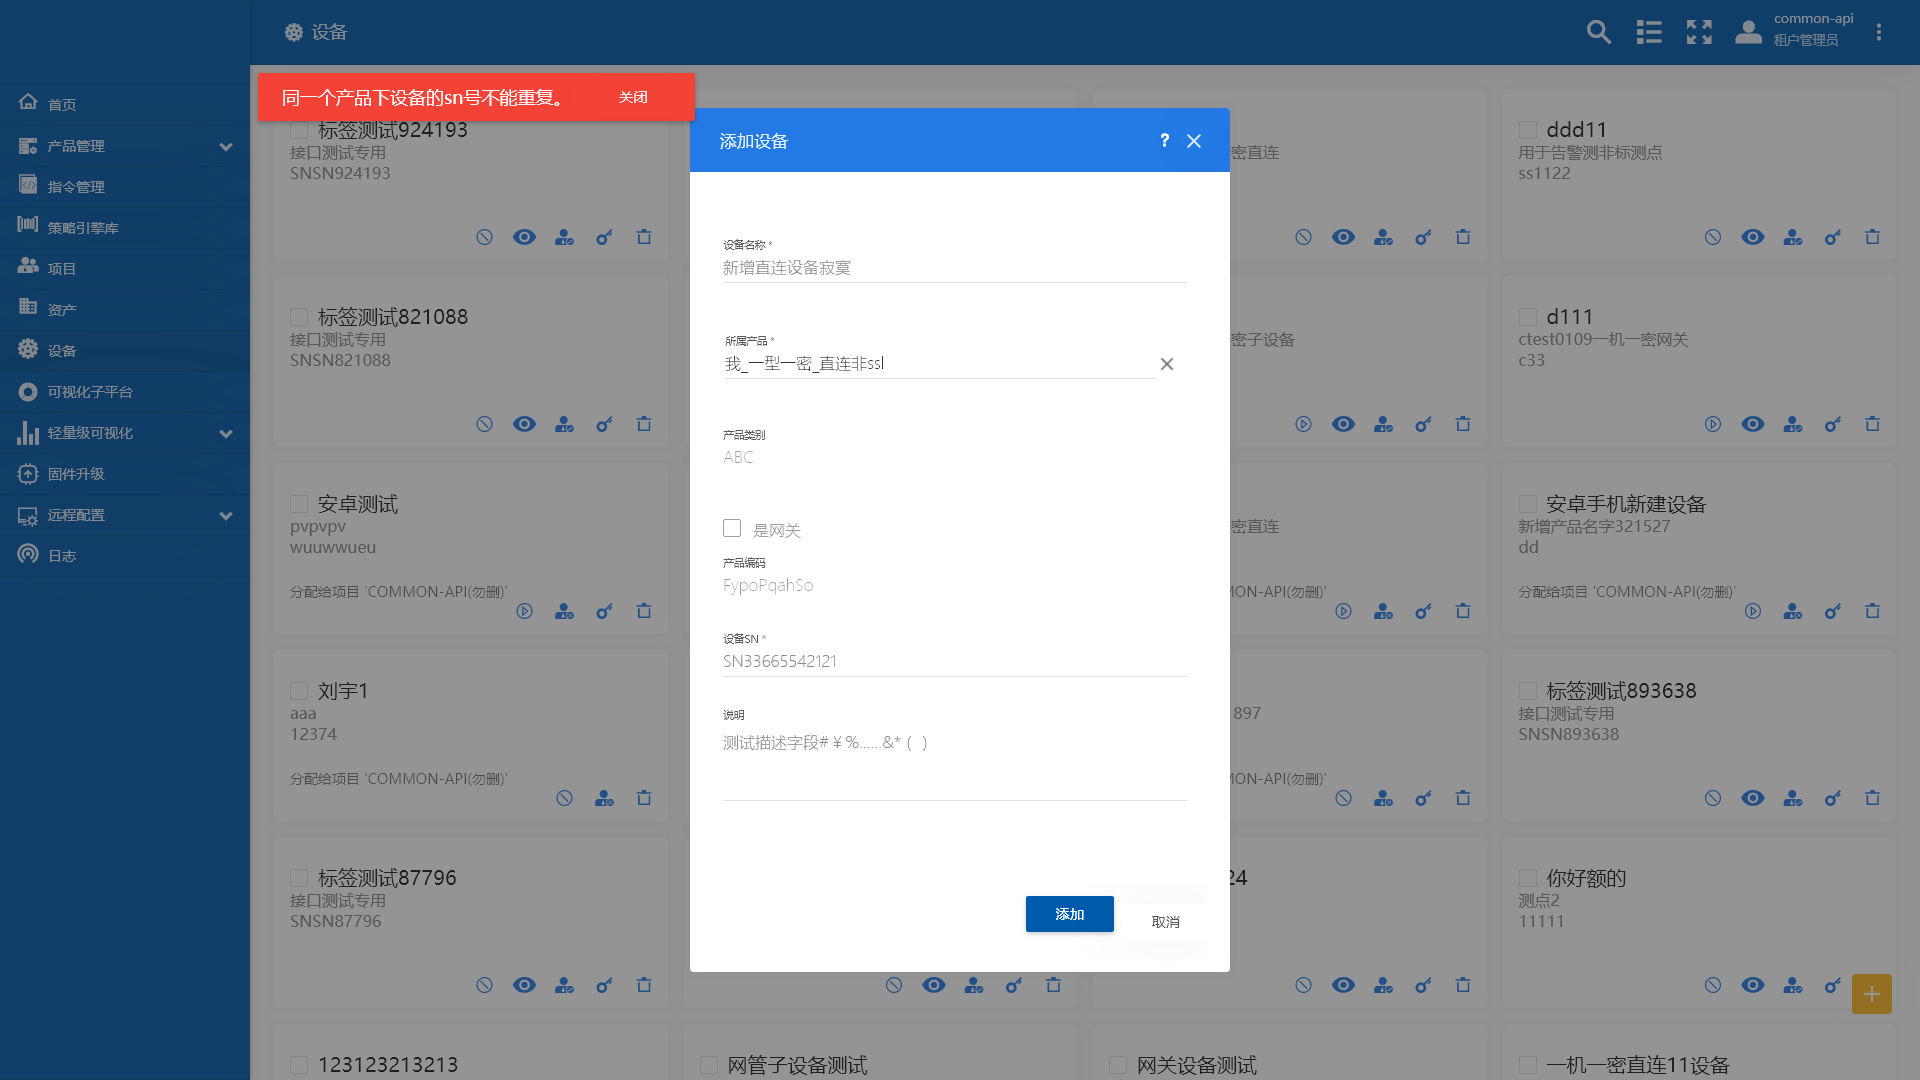 设备
common-api
租户管理员
首页
产品管理
指令管理
策略引擎库
项目
资产
设备
可视化子平台
轻量级可视化
固件升级
远程配置
日志
同一个产品下设备的sn号不能重复。 关闭
添加设备 ?
设备名称 *
新增直连设备寂寞
所属产品 *
我_一型一密_直连非ssl
产品类别
ABC
是网关
产品编码
FypoPqahSo
设备SN *
SN33665542121
说明
测试描述字段#￥%……&*（ ）
添加 取消
标签测试924193
接口测试专用
SNSN924193
密直连
ddd11
用于告警测非标测点
ss1122
标签测试821088
接口测试专用
SNSN821088
密子设备
d111
ctest0109一机一密网关
c33
安卓测试
pvpvpv
wuuwwueu
分配给项目 'COMMON-API(勿删)'
密直连
MON-API(勿删)'
安卓手机新建设备
新增产品名字321527
dd
分配给项目 'COMMON-API(勿删)'
刘宇1
aaa
12374
分配给项目 'COMMON-API(勿删)'
897
MON-API(勿删)'
标签测试893638
接口测试专用
SNSN893638
标签测试87796
接口测试专用
SNSN87796
24
你好额的
测点2
11111
123123213213
网管子设备测试
网关设备测试
一机一密直连11设备